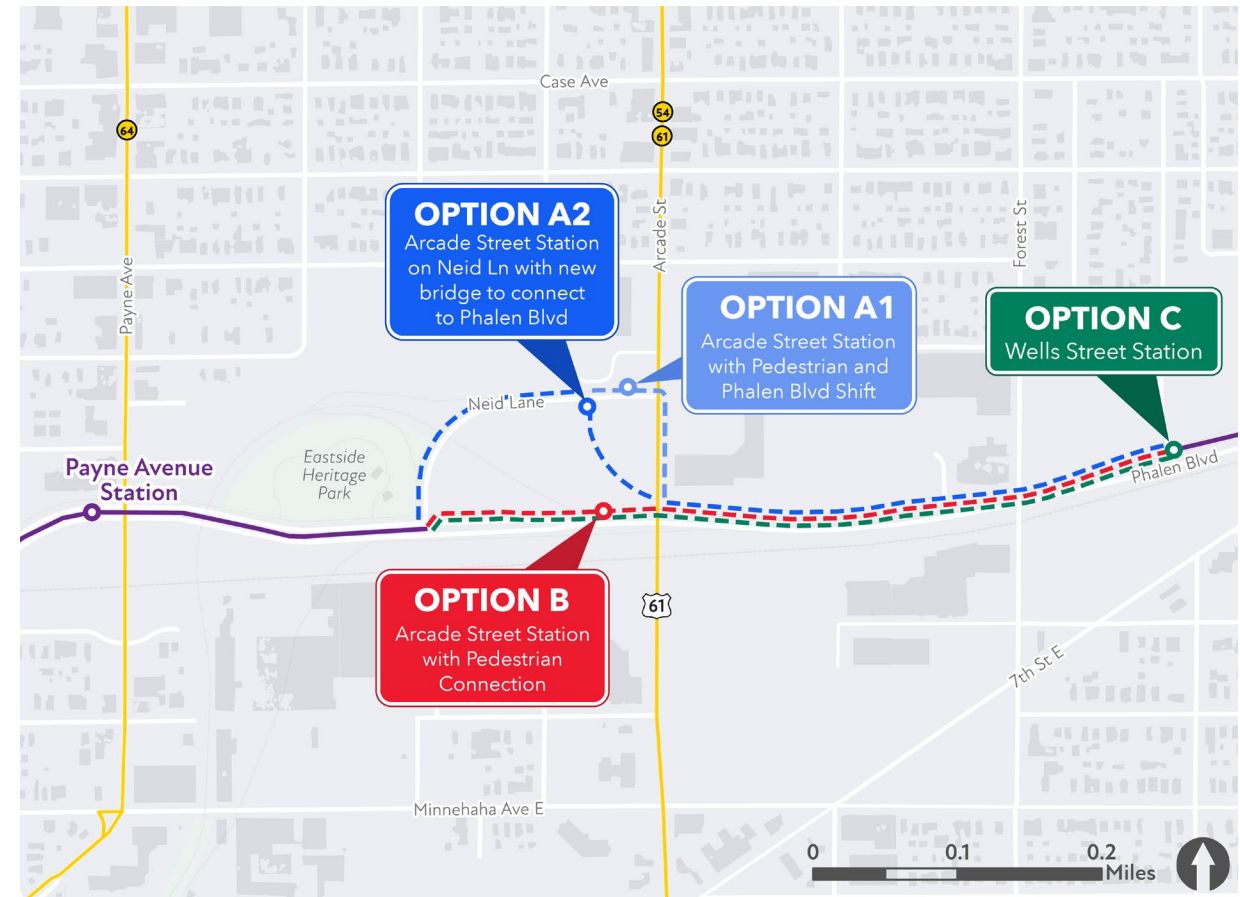 Case Ave
64
54
61
OPTION A2
Arcade Street Station
on Neid Ln with new
bridge to connect
to Phalen Blvd
Arcade St
Forest St
Payne Ave
OPTION A1
Arcade Street Station
with Pedestrian and
Phalen Blvd Shift
OPTION C
Wells Street Station
Neid Lane
Eastside
Heritage
Park
Payne Avenue
Station
Phalen Blvd
OPTION B
Arcade Street Station
with Pedestrian
Connection
61
7th St E
Minnehaha Ave E
0
0.1
0.2
Miles